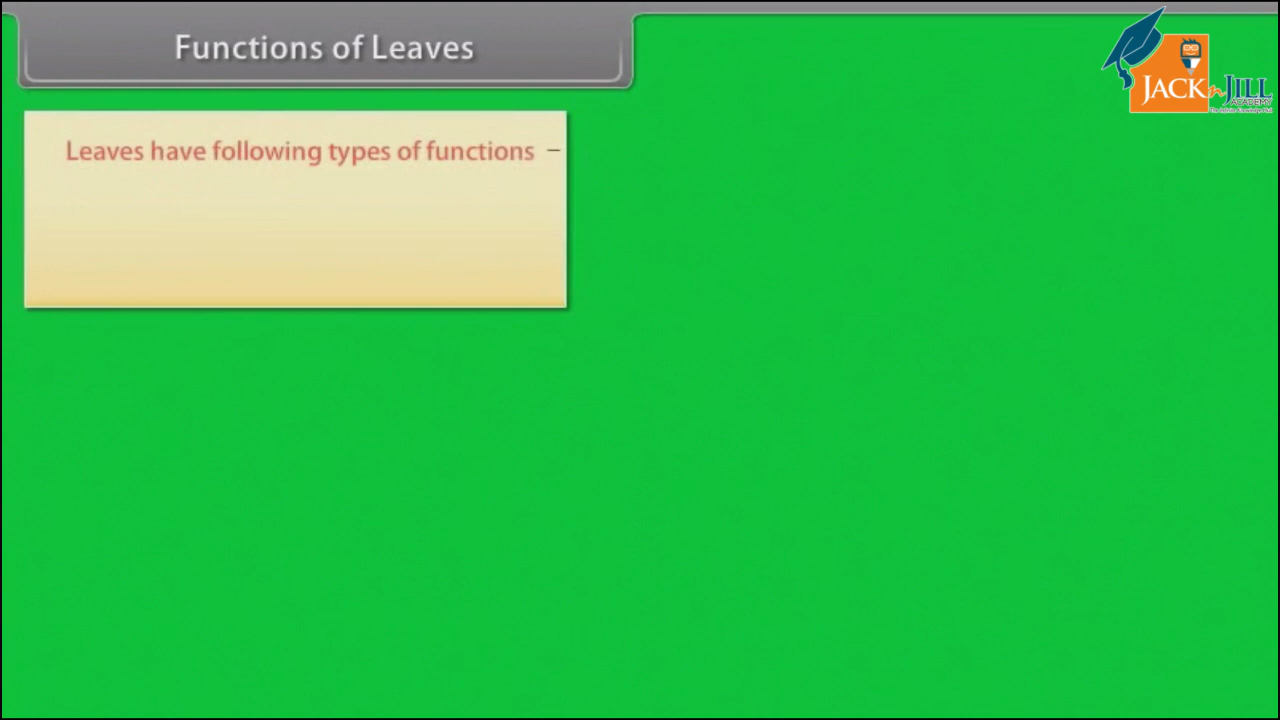 Functions of Leaves
Leaves have following types of functions –
JACK n JILL
ACADEMY